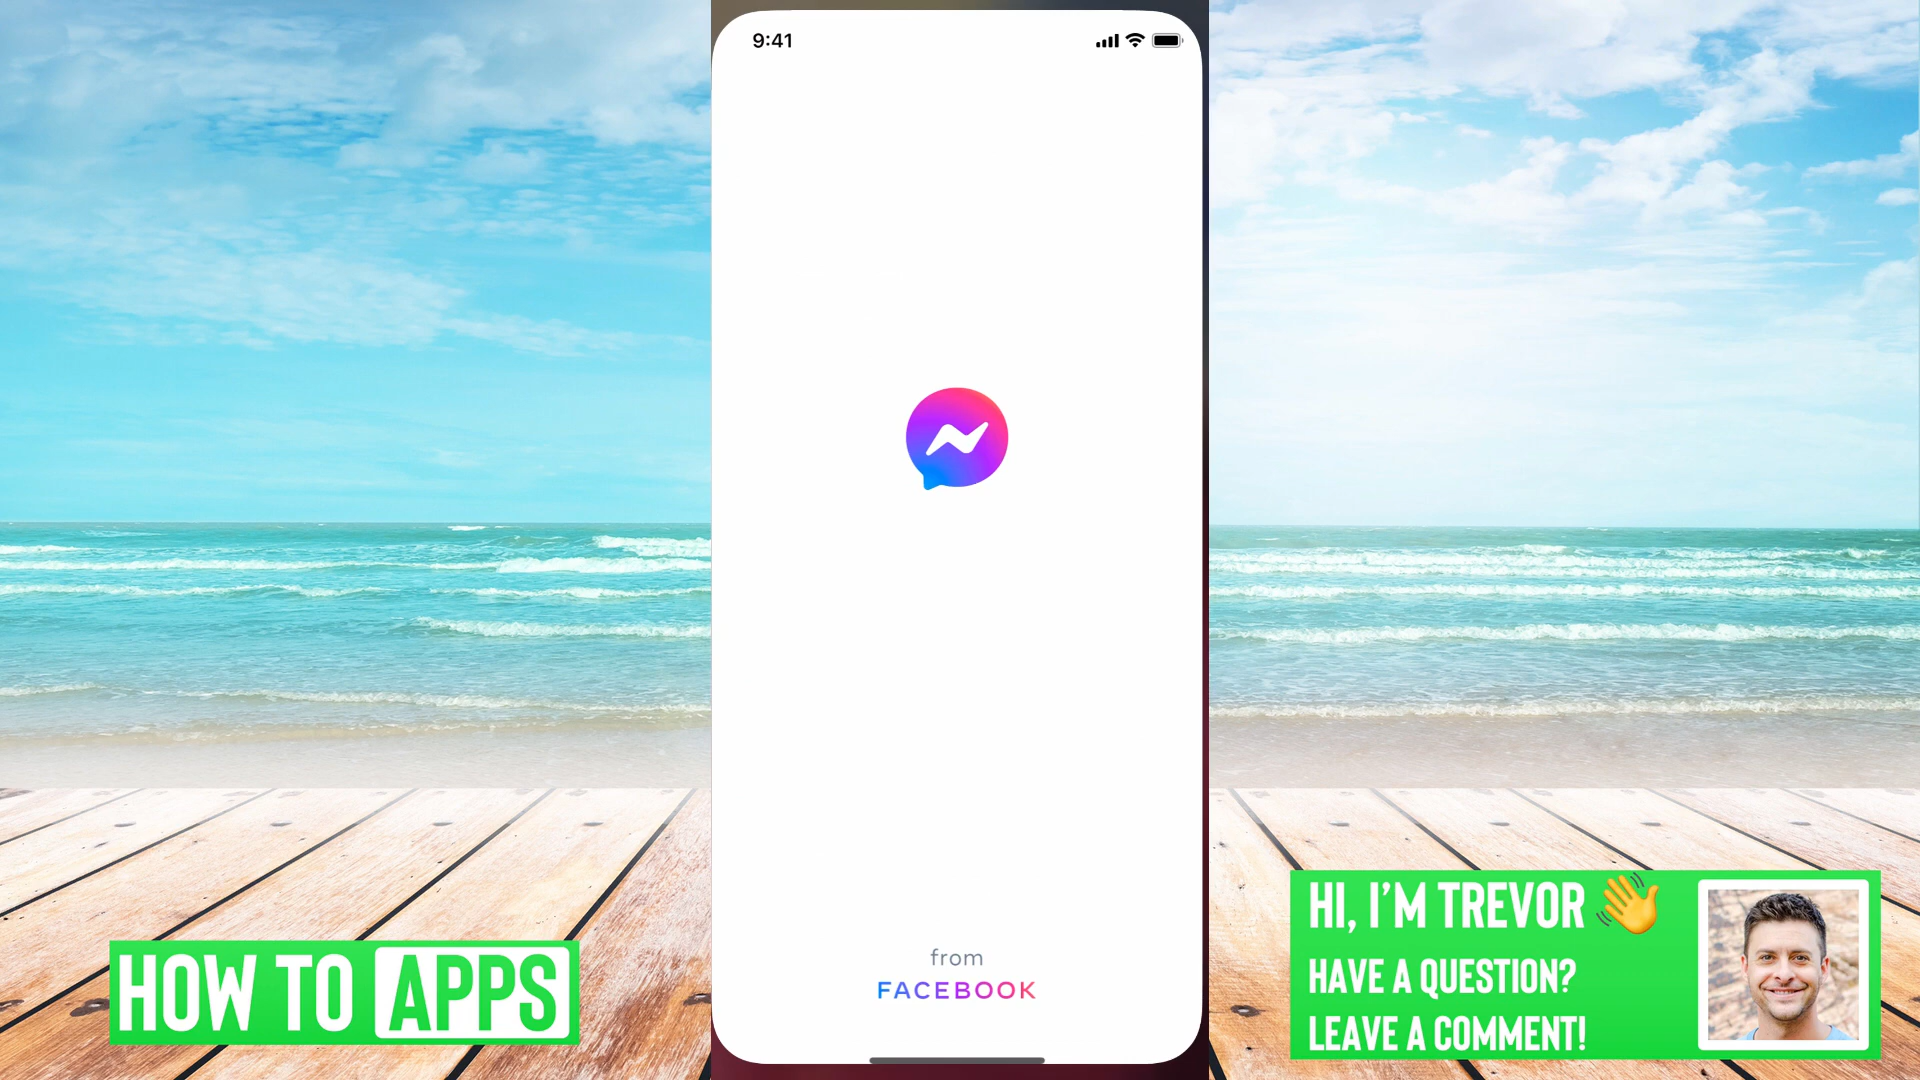 9:41
from
FACEBOOK
HOW TO APPS
HI, I'M TREVOR 👋
HAVE A QUESTION?
LEAVE A COMMENT!